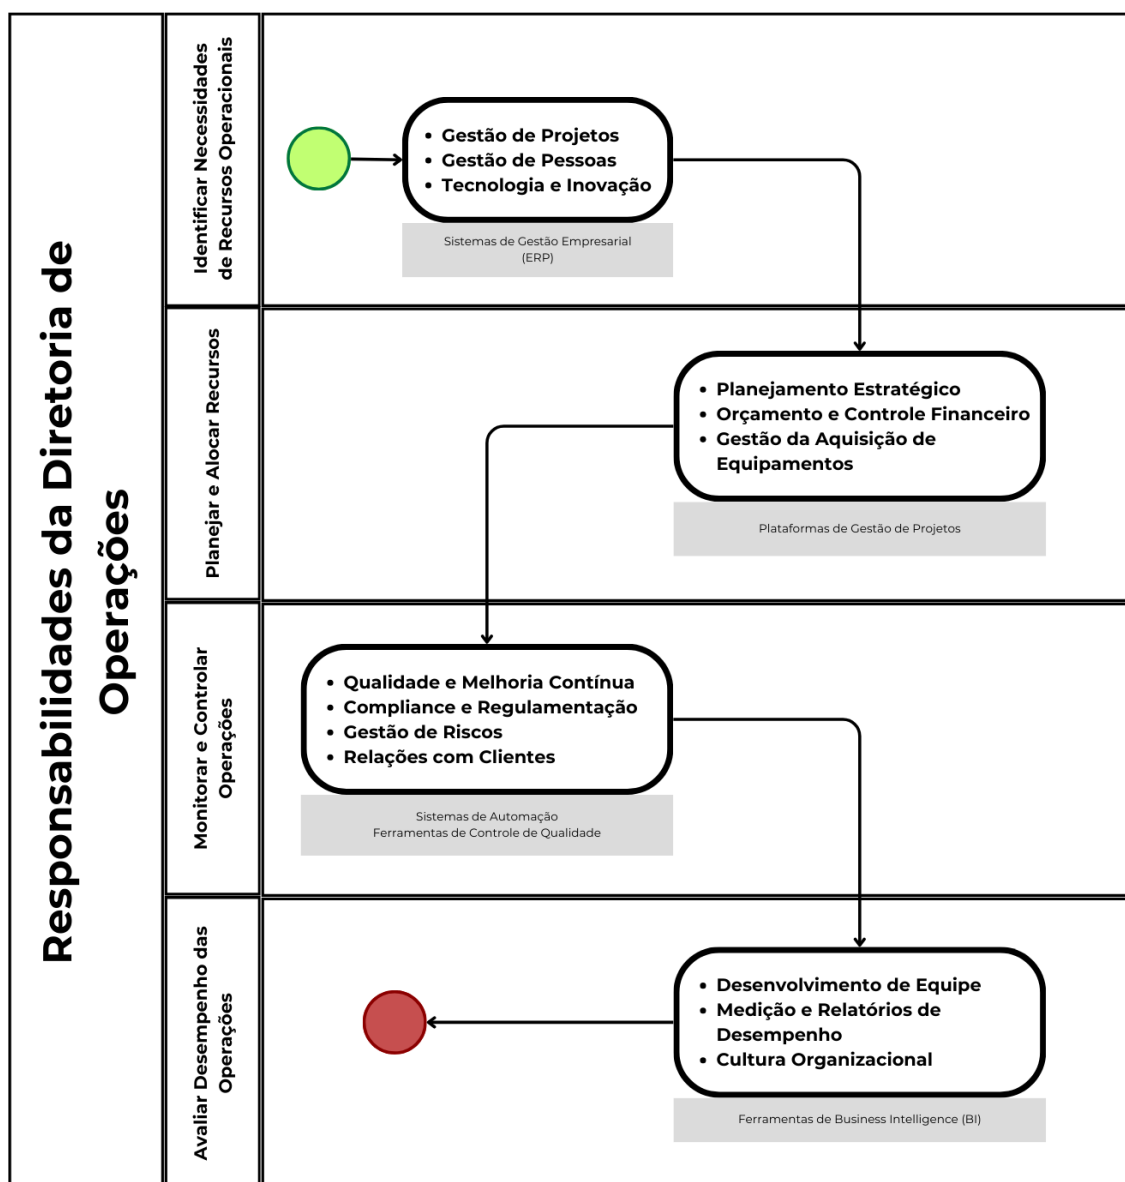 Responsabilidades da Diretoria de
Operações
Identificar Necessidades
de Recursos Operacionais
Gestão de Projetos
Gestão de Pessoas
Tecnologia e Inovação
Sistemas de Gestão Empresarial
(ERP)
Planejar e Alocar Recursos
Planejamento Estratégico
Orçamento e Controle Financeiro
Gestão da Aquisição de
Equipamentos
Plataformas de Gestão de Projetos
Monitorar e Controlar
Operações
Qualidade e Melhoria Contínua
Compliance e Regulamentação
Gestão de Riscos
Relações com Clientes
Sistemas de Automação
Ferramentas de Controle de Qualidade
Avaliar Desempenho das
Operações
Desenvolvimento de Equipe
Medição e Relatórios de
Desempenho
Cultura Organizacional
Ferramentas de Business Intelligence (BI)